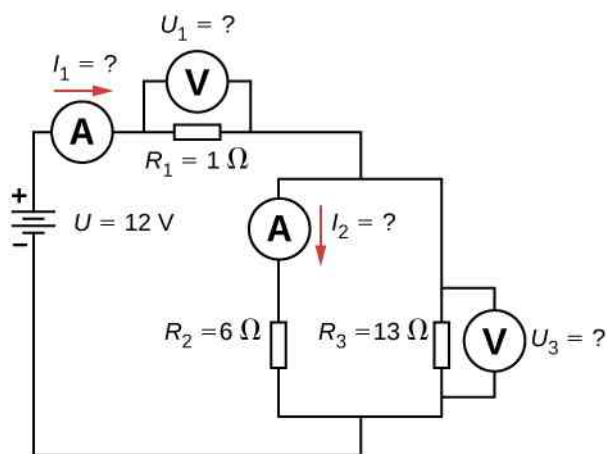 U1 = ?
I1 = ?
V
A
R1 = 1 Ω
+
U = 12 V
−
A
I2 = ?
R2 =6 Ω
R3 =13 Ω
V
U3 = ?